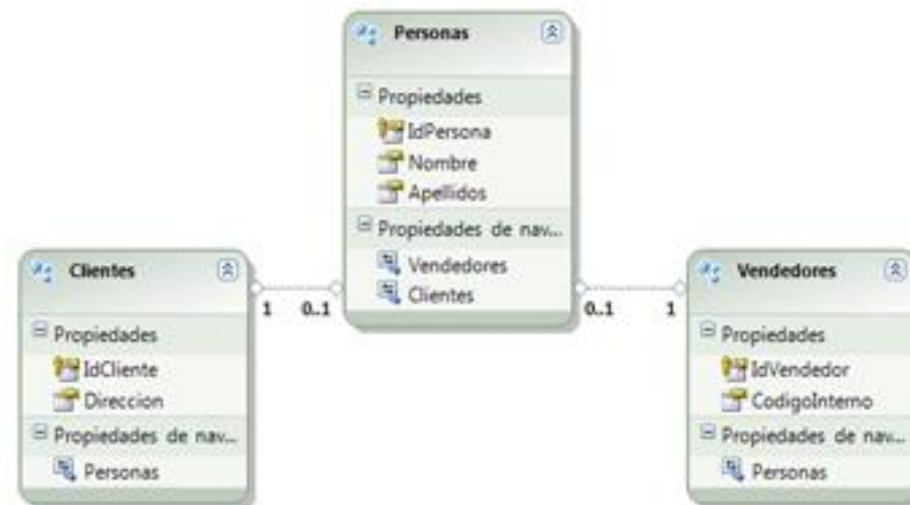 Personas
Propiedades
IdPersona
Nombre
Apellidos
Propiedades de nav...
Vendedores
Clientes
Clientes
Propiedades
IdCliente
Direccion
Propiedades de nav...
Personas
1
0..1
0..1
1
Vendedores
Propiedades
IdVendedor
CodigoInterno
Propiedades de nav...
Personas